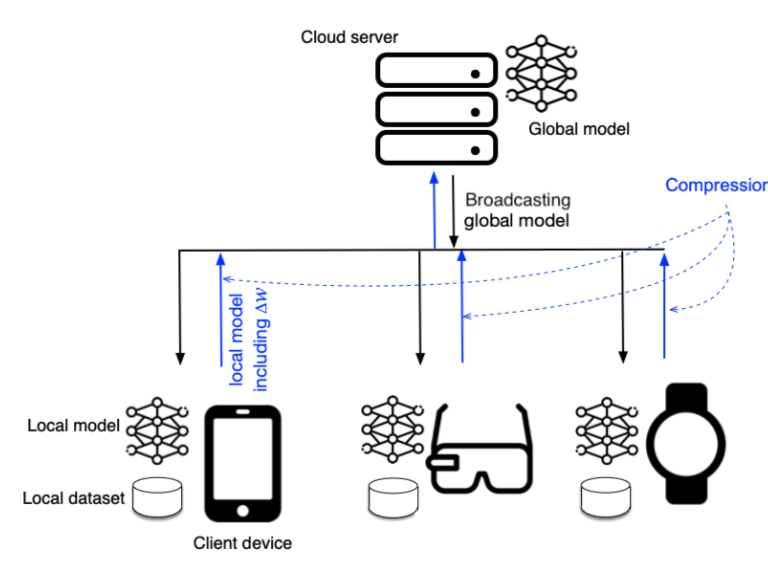 Cloud server
Global model
Compression
Broadcasting
global model
local model
including Δw
Local model
Local dataset
Client device